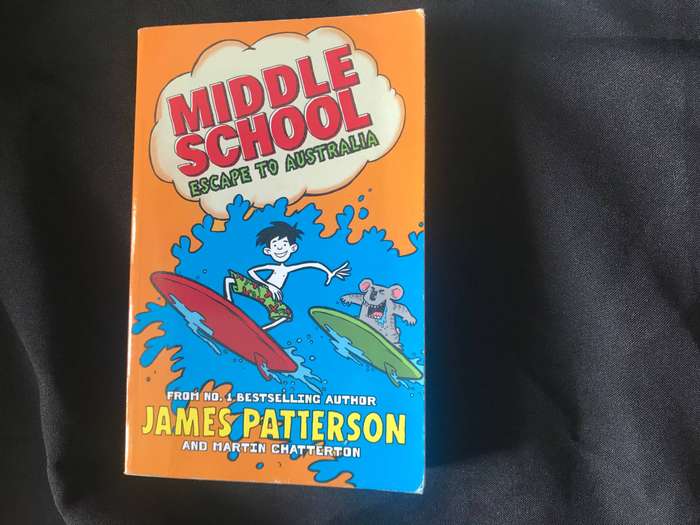 MIDDLE
SCHOOL
ESCAPE TO AUSTRALIA
FROM NO. 1 BESTSELLING AUTHOR
JAMES PATTERSON
AND MARTIN CHATTERTON